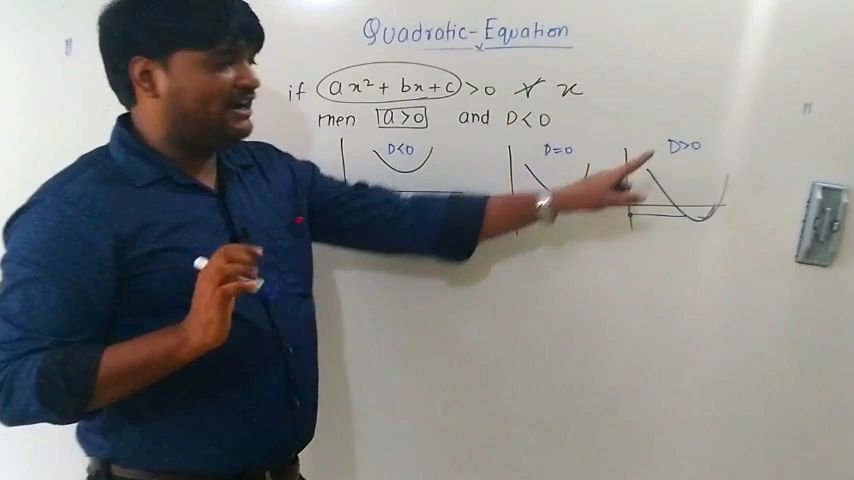 Quadratic-Equation
if ax² + bx + c > 0 ∀ x
then a > 0 and D < 0
D<0 D=0 D>0